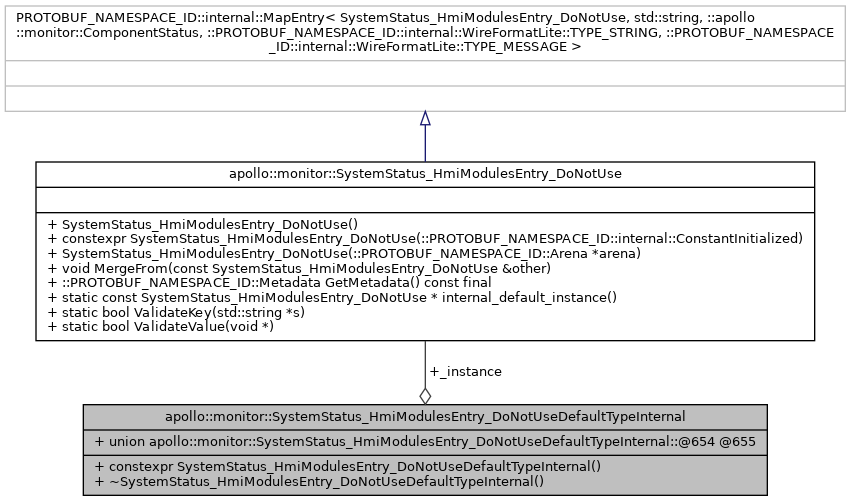 PROTOBUF_NAMESPACE_ID::internal::MapEntry< SystemStatus_HmiModulesEntry_DoNotUse, std::string, ::apollo
::monitor::ComponentStatus, ::PROTOBUF_NAMESPACE_ID::internal::WireFormatLite::TYPE_STRING, ::PROTOBUF_NAMESPACE
_ID::internal::WireFormatLite::TYPE_MESSAGE >
apollo::monitor::SystemStatus_HmiModulesEntry_DoNotUse
+ SystemStatus_HmiModulesEntry_DoNotUse()
+ constexpr SystemStatus_HmiModulesEntry_DoNotUse(::PROTOBUF_NAMESPACE_ID::internal::ConstantInitialized)
+ SystemStatus_HmiModulesEntry_DoNotUse(::PROTOBUF_NAMESPACE_ID::Arena *arena)
+ void MergeFrom(const SystemStatus_HmiModulesEntry_DoNotUse &other)
+ ::PROTOBUF_NAMESPACE_ID::Metadata GetMetadata() const final
+ static const SystemStatus_HmiModulesEntry_DoNotUse * internal_default_instance()
+ static bool ValidateKey(std::string *s)
+ static bool ValidateValue(void *)
+_instance
apollo::monitor::SystemStatus_HmiModulesEntry_DoNotUseDefaultTypeInternal
+ union apollo::monitor::SystemStatus_HmiModulesEntry_DoNotUseDefaultTypeInternal::@654 @655
+ constexpr SystemStatus_HmiModulesEntry_DoNotUseDefaultTypeInternal()
+ ~SystemStatus_HmiModulesEntry_DoNotUseDefaultTypeInternal()